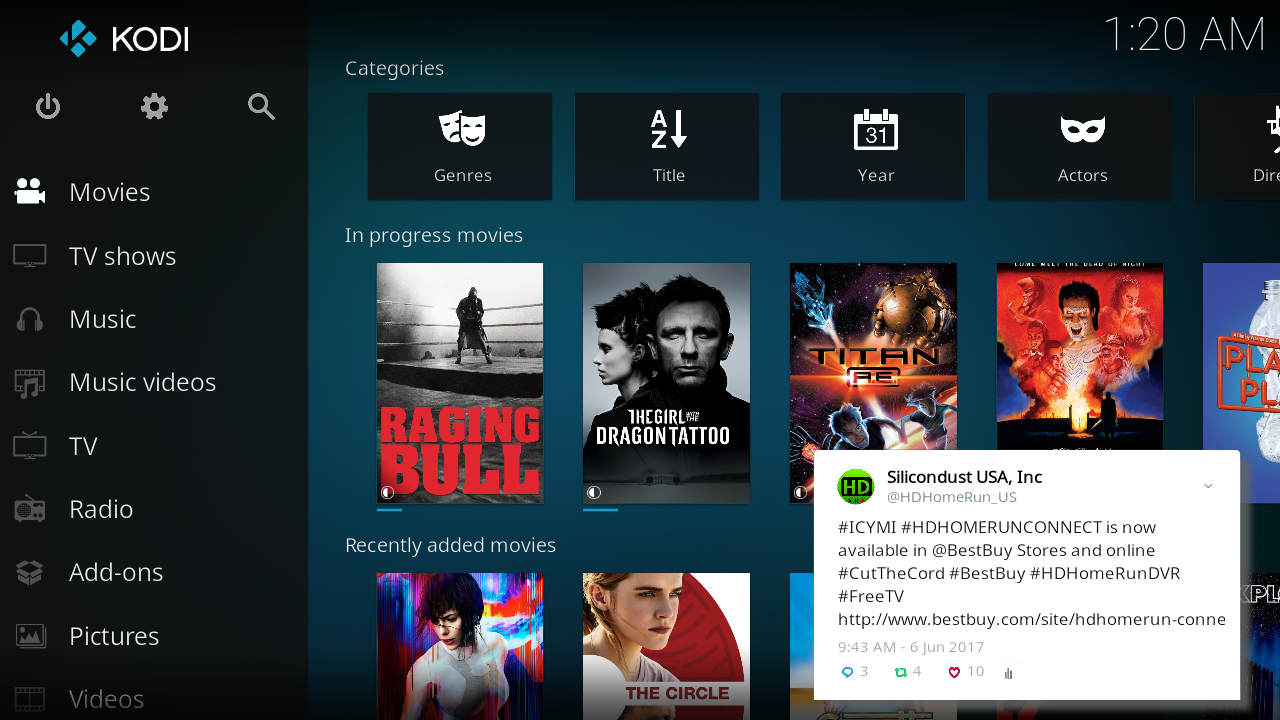 KODI
1:20 AM
Movies
TV shows
Music
Music videos
TV
Radio
Add-ons
Pictures
Videos
Categories
Genres
Title
Year
Actors
A
Z
31
In progress movies
RAGING
BULL
THE GIRL WITH THE
DRAGON TATTOO
TITAN
A.E.
COME MEET THE DEAD OF NIGHT
Recently added movies
THE CIRCLE
HD
Silicondust USA, Inc
@HDHomeRun_US
#ICYMI #HDHOMERUNCONNECT is now
available in @BestBuy Stores and online
#CutTheCord #BestBuy #HDHomeRunDVR
#FreeTV
http://www.bestbuy.com/site/hdhomerun-conne
9:43 AM - 6 Jun 2017
3 4 10